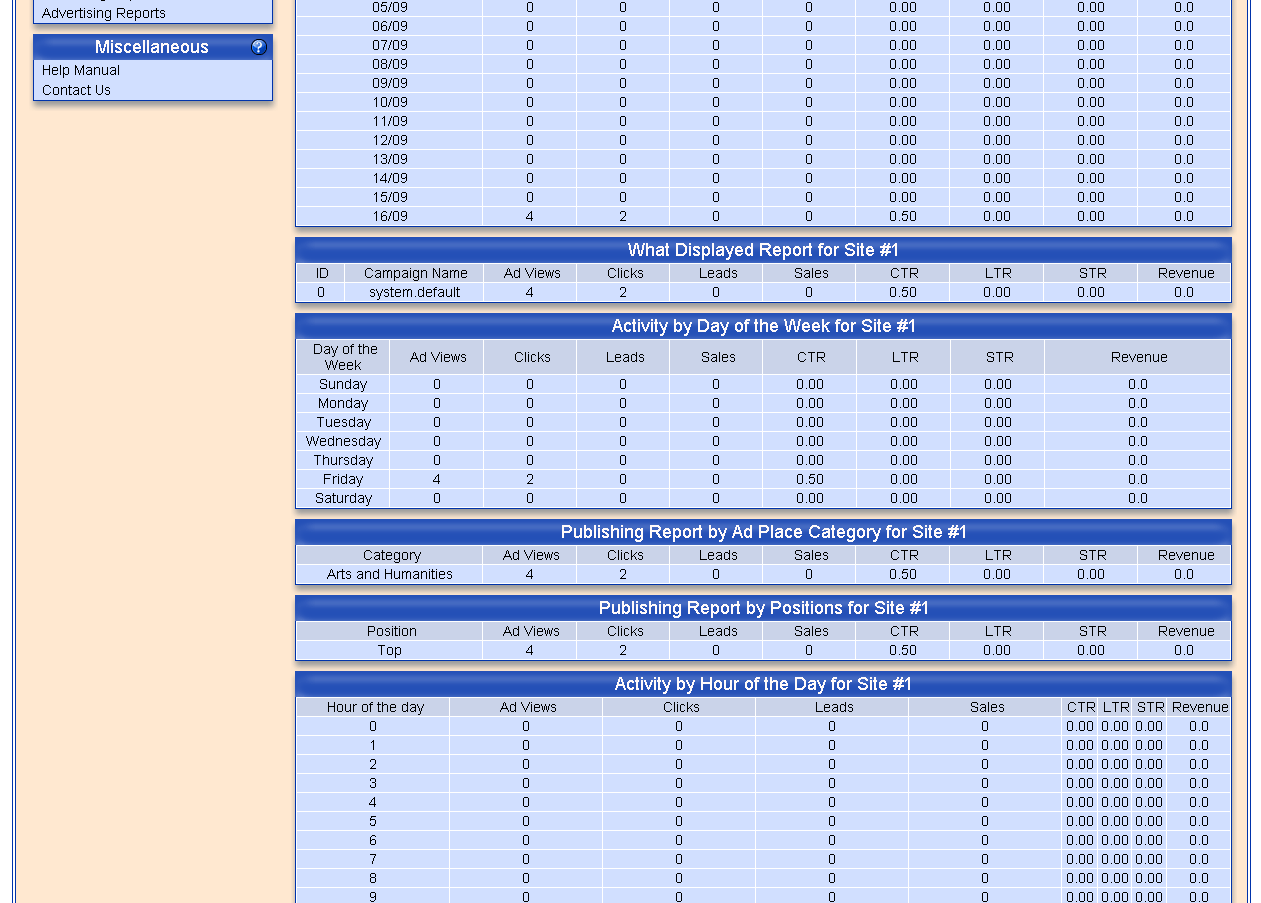 Advertising Reports
Miscellaneous ?
Help Manual
Contact Us
05/09 0 0 0 0 0.00 0.00 0.00 0.0
06/09 0 0 0 0 0.00 0.00 0.00 0.0
07/09 0 0 0 0 0.00 0.00 0.00 0.0
08/09 0 0 0 0 0.00 0.00 0.00 0.0
09/09 0 0 0 0 0.00 0.00 0.00 0.0
10/09 0 0 0 0 0.00 0.00 0.00 0.0
11/09 0 0 0 0 0.00 0.00 0.00 0.0
12/09 0 0 0 0 0.00 0.00 0.00 0.0
13/09 0 0 0 0 0.00 0.00 0.00 0.0
14/09 0 0 0 0 0.00 0.00 0.00 0.0
15/09 0 0 0 0 0.00 0.00 0.00 0.0
16/09 4 2 0 0 0.50 0.00 0.00 0.0
What Displayed Report for Site #1
ID Campaign Name Ad Views Clicks Leads Sales CTR LTR STR Revenue
0 system.default 4 2 0 0 0.50 0.00 0.00 0.0
Activity by Day of the Week for Site #1
Day of the Week Ad Views Clicks Leads Sales CTR LTR STR Revenue
Sunday 0 0 0 0 0.00 0.00 0.00 0.0
Monday 0 0 0 0 0.00 0.00 0.00 0.0
Tuesday 0 0 0 0 0.00 0.00 0.00 0.0
Wednesday 0 0 0 0 0.00 0.00 0.00 0.0
Thursday 0 0 0 0 0.00 0.00 0.00 0.0
Friday 4 2 0 0 0.50 0.00 0.00 0.0
Saturday 0 0 0 0 0.00 0.00 0.00 0.0
Publishing Report by Ad Place Category for Site #1
Category Ad Views Clicks Leads Sales CTR LTR STR Revenue
Arts and Humanities 4 2 0 0 0.50 0.00 0.00 0.0
Publishing Report by Positions for Site #1
Position Ad Views Clicks Leads Sales CTR LTR STR Revenue
Top 4 2 0 0 0.50 0.00 0.00 0.0
Activity by Hour of the Day for Site #1
Hour of the day Ad Views Clicks Leads Sales CTR LTR STR Revenue
0 0 0 0 0 0.00 0.00 0.00 0.0
1 0 0 0 0 0.00 0.00 0.00 0.0
2 0 0 0 0 0.00 0.00 0.00 0.0
3 0 0 0 0 0.00 0.00 0.00 0.0
4 0 0 0 0 0.00 0.00 0.00 0.0
5 0 0 0 0 0.00 0.00 0.00 0.0
6 0 0 0 0 0.00 0.00 0.00 0.0
7 0 0 0 0 0.00 0.00 0.00 0.0
8 0 0 0 0 0.00 0.00 0.00 0.0
9 0 0 0 0 0.00 0.00 0.00 0.0